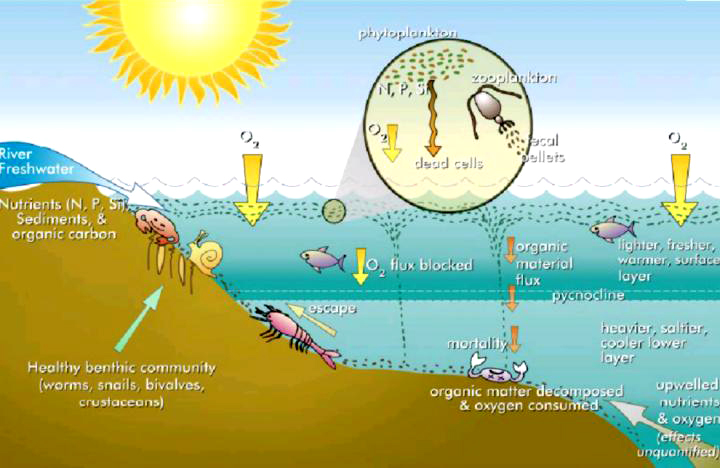 phytoplankton
zooplankton
N, P, Si
O2
fecal
pellets
dead cells
O2
O2
River
Freshwater
Nutrients (N, P, Si),
Sediments, &
organic carbon
O2 flux blocked
organic
material
flux
lighter, fresher,
warmer, surface
layer
pycnocline
escape
mortality
heavier, saltier,
cooler lower
layer
Healthy benthic community
(worms, snails, bivalves,
crustaceans)
organic matter decomposed
& oxygen consumed
upwelled
nutrients
& oxygen
(effects
unquantified)